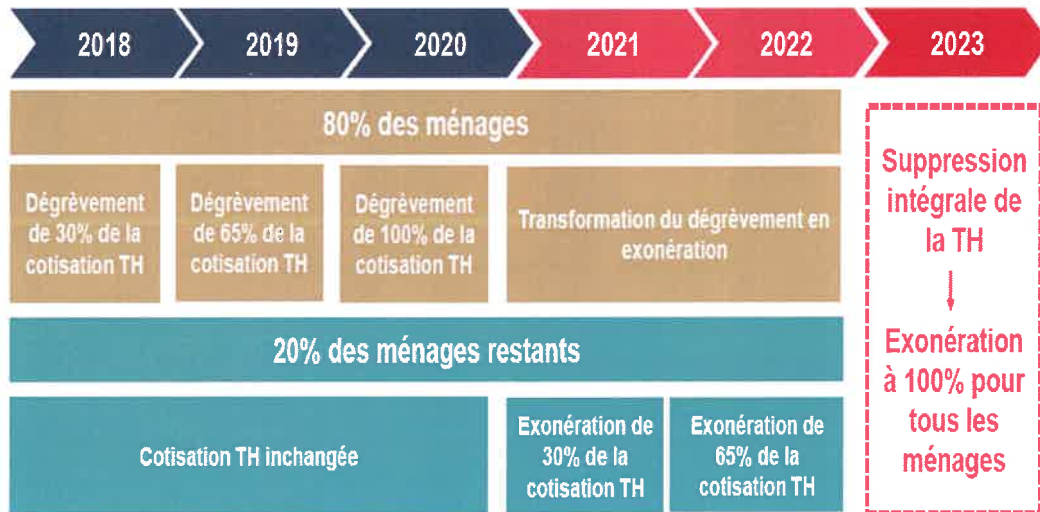 2018 2019 2020 2021 2022 2023
80% des ménages
Dégrèvement
de 30% de la
cotisation TH
Dégrèvement
de 65% de la
cotisation TH
Dégrèvement
de 100% de la
cotisation TH
Transformation du dégrèvement en
exonération
20% des ménages restants
Cotisation TH inchangée
Exonération de
30% de la
cotisation TH
Exonération de
65% de la
cotisation TH
Suppression
intégrale de
la TH
Exonération
à 100% pour
tous les
ménages